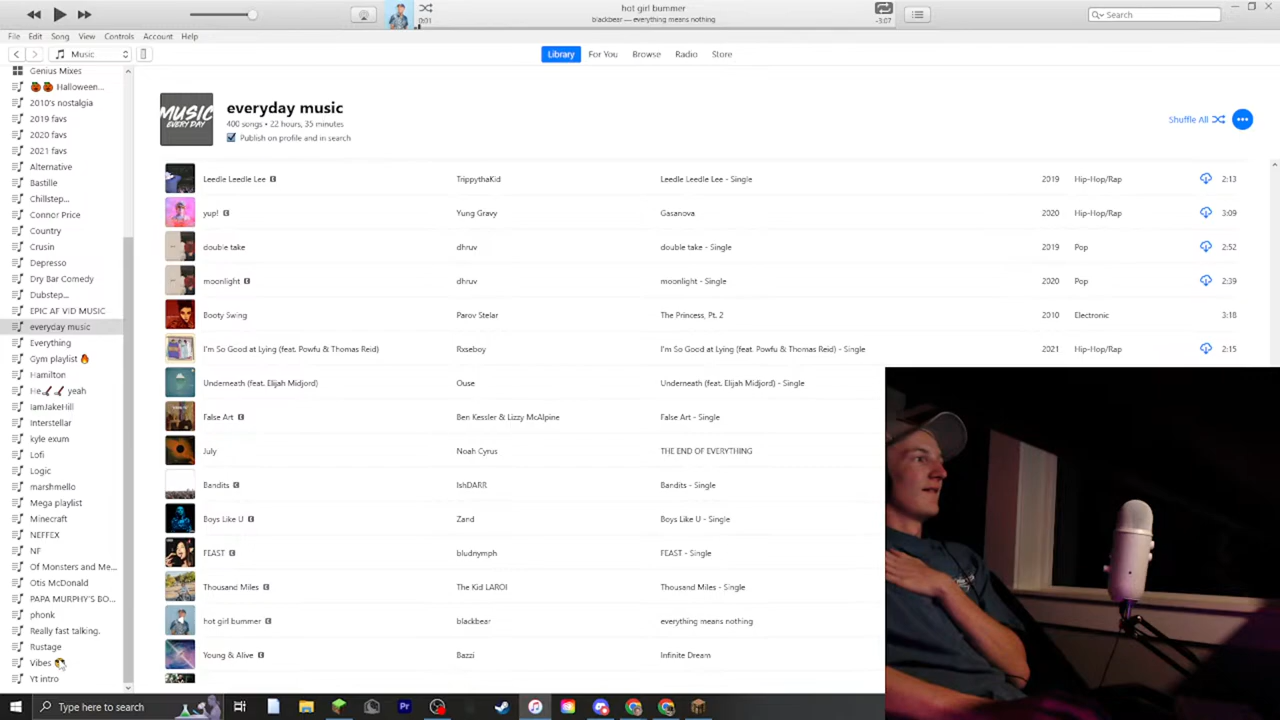 hot girl bummer
blackbear — everything means nothing
0:01
-3:07
Search
File Edit Song View Controls Account Help
Music
Library For You Browse Radio Store
Genius Mixes
Halloween...
2010's nostalgia
2019 favs
2020 favs
2021 favs
Alternative
Bastille
Chillstep...
Connor Price
Country
Crusin
Depresso
Dry Bar Comedy
Dubstep...
EPIC AF VID MUSIC
everyday music
Everything
Gym playlist 🔥
Hamilton
He🏒🏒 yeah
IamJakeHill
Interstellar
kyle exum
Lofi
Logic
marshmello
Mega playlist
Minecraft
NEFFEX
NF
Of Monsters and Me...
Otis McDonald
PAPA MURPHY'S BO...
phonk
Really fast talking.
Rustage
Vibes
Yt intro
MUSIC
EVERY DAY
everyday music
400 songs • 22 hours, 35 minutes
Publish on profile and in search
Shuffle All
Leedle Leedle Lee E TrippythaKid Leedle Leedle Lee - Single 2019 Hip-Hop/Rap 2:13
yup! E Yung Gravy Gasanova 2020 Hip-Hop/Rap 3:09
double take dhruv double take - Single 2019 Pop 2:52
moonlight E dhruv moonlight - Single 2020 Pop 2:39
Booty Swing Parov Stelar The Princess, Pt. 2 2010 Electronic 3:18
I'm So Good at Lying (feat. Powfu & Thomas Reid) Rxseboy I'm So Good at Lying (feat. Powfu & Thomas Reid) - Single 2021 Hip-Hop/Rap 2:15
Underneath (feat. Elijah Midjord) Ouse Underneath (feat. Elijah Midjord) - Single
False Art E Ben Kessler & Lizzy McAlpine False Art - Single
July Noah Cyrus THE END OF EVERYTHING
Bandits E IshDARR Bandits - Single
Boys Like U E Zand Boys Like U - Single
FEAST E bludnymph FEAST - Single
Thousand Miles E The Kid LAROI Thousand Miles - Single
hot girl bummer E blackbear everything means nothing
Young & Alive E Bazzi Infinite Dream
Type here to search
Pr